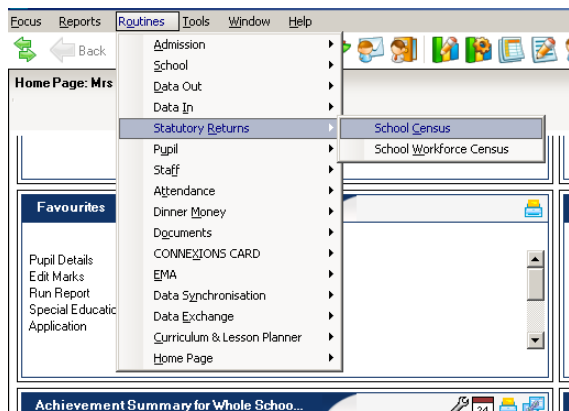 Focus Reports Routines Tools Window Help
Back
Home Page: Mrs
Admission
School
Data Out
Data In
Statutory Returns
School Census
School Workforce Census
Pupil
Staff
Attendance
Dinner Money
Documents
CONNEXIONS CARD
EMA
Data Synchronisation
Data Exchange
Curriculum & Lesson Planner
Home Page
Favourites
Pupil Details
Edit Marks
Run Report
Special Educatio
Application
Achievement Summary for Whole Schoo...
24